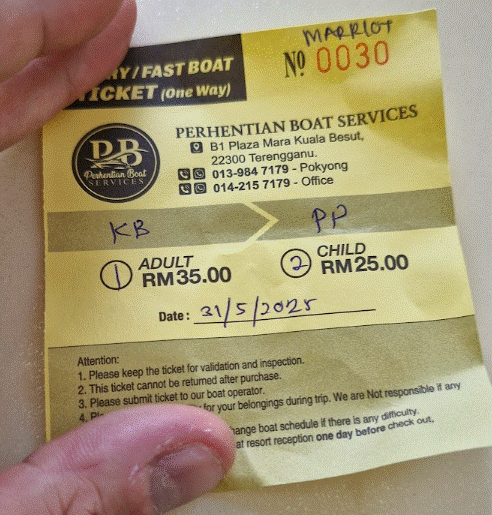 MARRIOT
RY/FAST BOAT
TICKET (One Way)
Nº 0030
PB
Perhentian Boat
SERVICES
PERHENTIAN BOAT SERVICES
B1 Plaza Mara Kuala Besut,
22300 Terengganu.
013-984 7179 - Pokyong
014-215 7179 - Office
KB PP
1 ADULT
RM35.00
2 CHILD
RM25.00
Date: 31/5/2025
Attention:
1. Please keep the ticket for validation and inspection.
2. This ticket cannot be returned after purchase.
3. Please submit ticket to our boat operator.
4. for your belongings during trip. We are Not responsible if any
hange boat schedule if there is any difficulty.
at resort reception one day before check out.